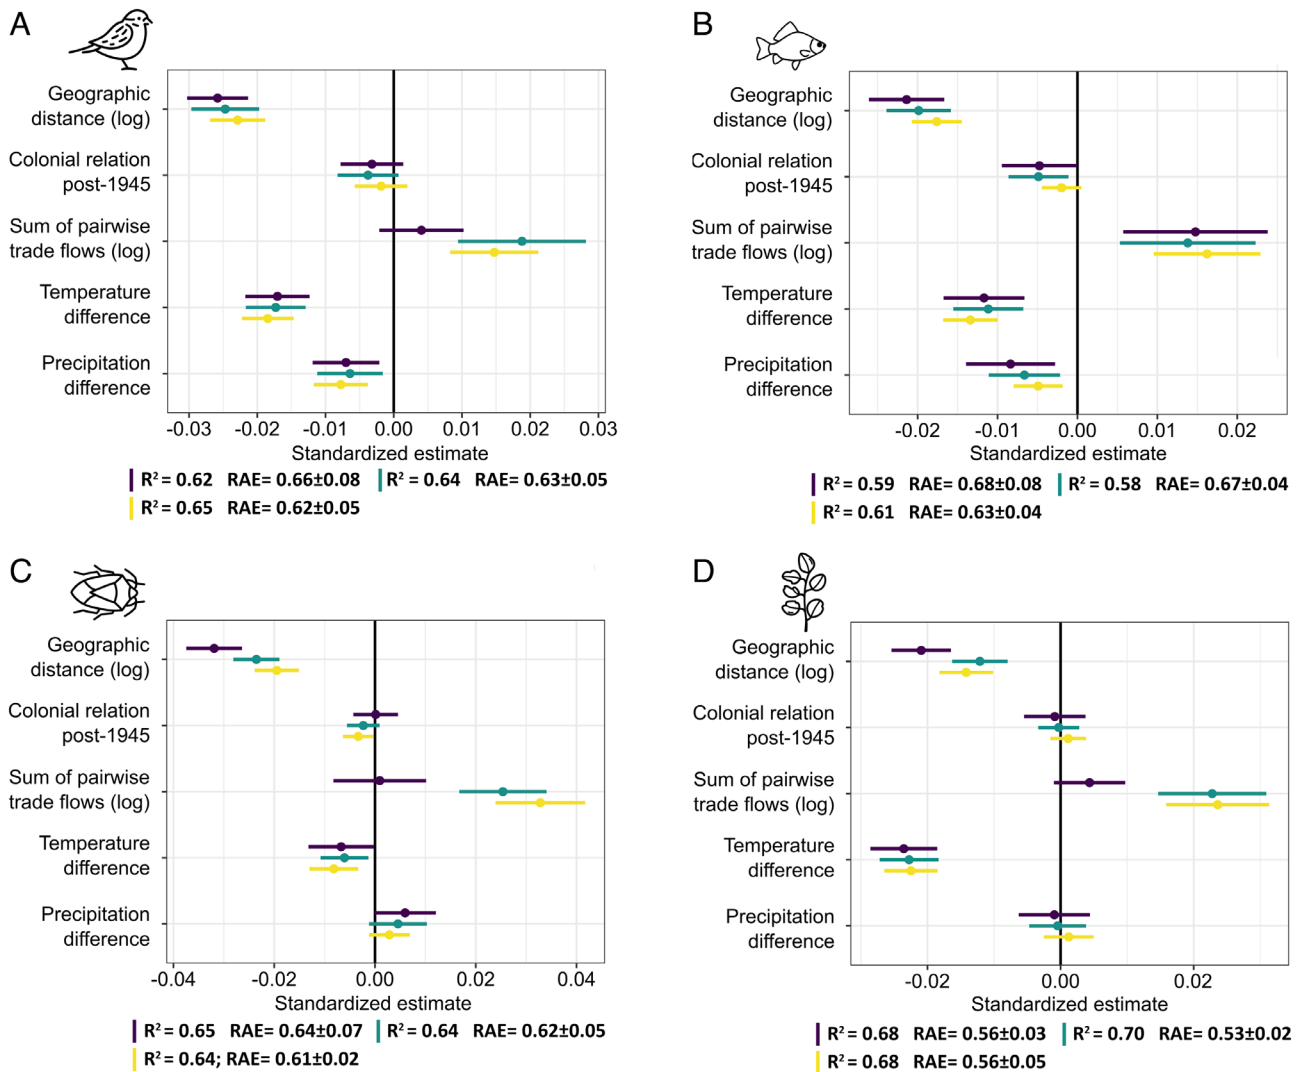 A
Geographic
distance (log)
Colonial relation
post-1945
Sum of pairwise
trade flows (log)
Temperature
difference
Precipitation
difference
-0.03 -0.02 -0.01 0.00 0.01 0.02 0.03
Standardized estimate
R² = 0.62 RAE= 0.66±0.08 R² = 0.64 RAE= 0.63±0.05
R² = 0.65 RAE= 0.62±0.05
B
Geographic
distance (log)
Colonial relation
post-1945
Sum of pairwise
trade flows (log)
Temperature
difference
Precipitation
difference
-0.02 -0.01 0.00 0.01 0.02
Standardized estimate
R² = 0.59 RAE= 0.68±0.08 R² = 0.58 RAE= 0.67±0.04
R² = 0.61 RAE= 0.63±0.04
C
Geographic
distance (log)
Colonial relation
post-1945
Sum of pairwise
trade flows (log)
Temperature
difference
Precipitation
difference
-0.04 -0.02 0.00 0.02 0.04
Standardized estimate
R² = 0.65 RAE= 0.64±0.07 R² = 0.64 RAE= 0.62±0.05
R² = 0.64; RAE= 0.61±0.02
D
Geographic
distance (log)
Colonial relation
post-1945
Sum of pairwise
trade flows (log)
Temperature
difference
Precipitation
difference
-0.02 0.00 0.02
Standardized estimate
R² = 0.68 RAE= 0.56±0.03 R² = 0.70 RAE= 0.53±0.02
R² = 0.68 RAE= 0.56±0.05